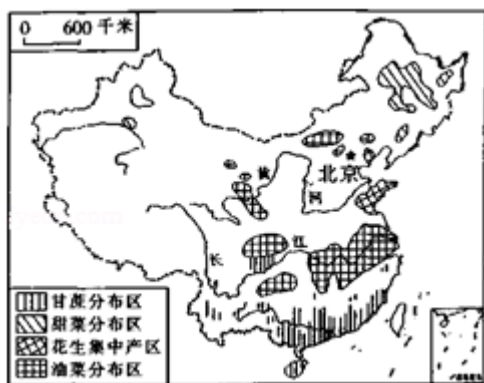 0 600 千米
北京
黄
河
长
江
甘蔗分布区
甜菜分布区
花生集中产区
油菜分布区